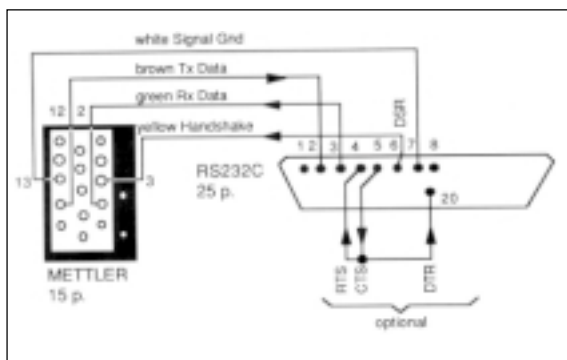 white Signal Grid
brown Tx Data
green Rx Data
yellow Handshake
12 2
13
3
METTLER
15 p.
RS232C
25 p.
1 2 3 4 5 6 7 8
DSR
20
RTS
CTS
DTR
optional